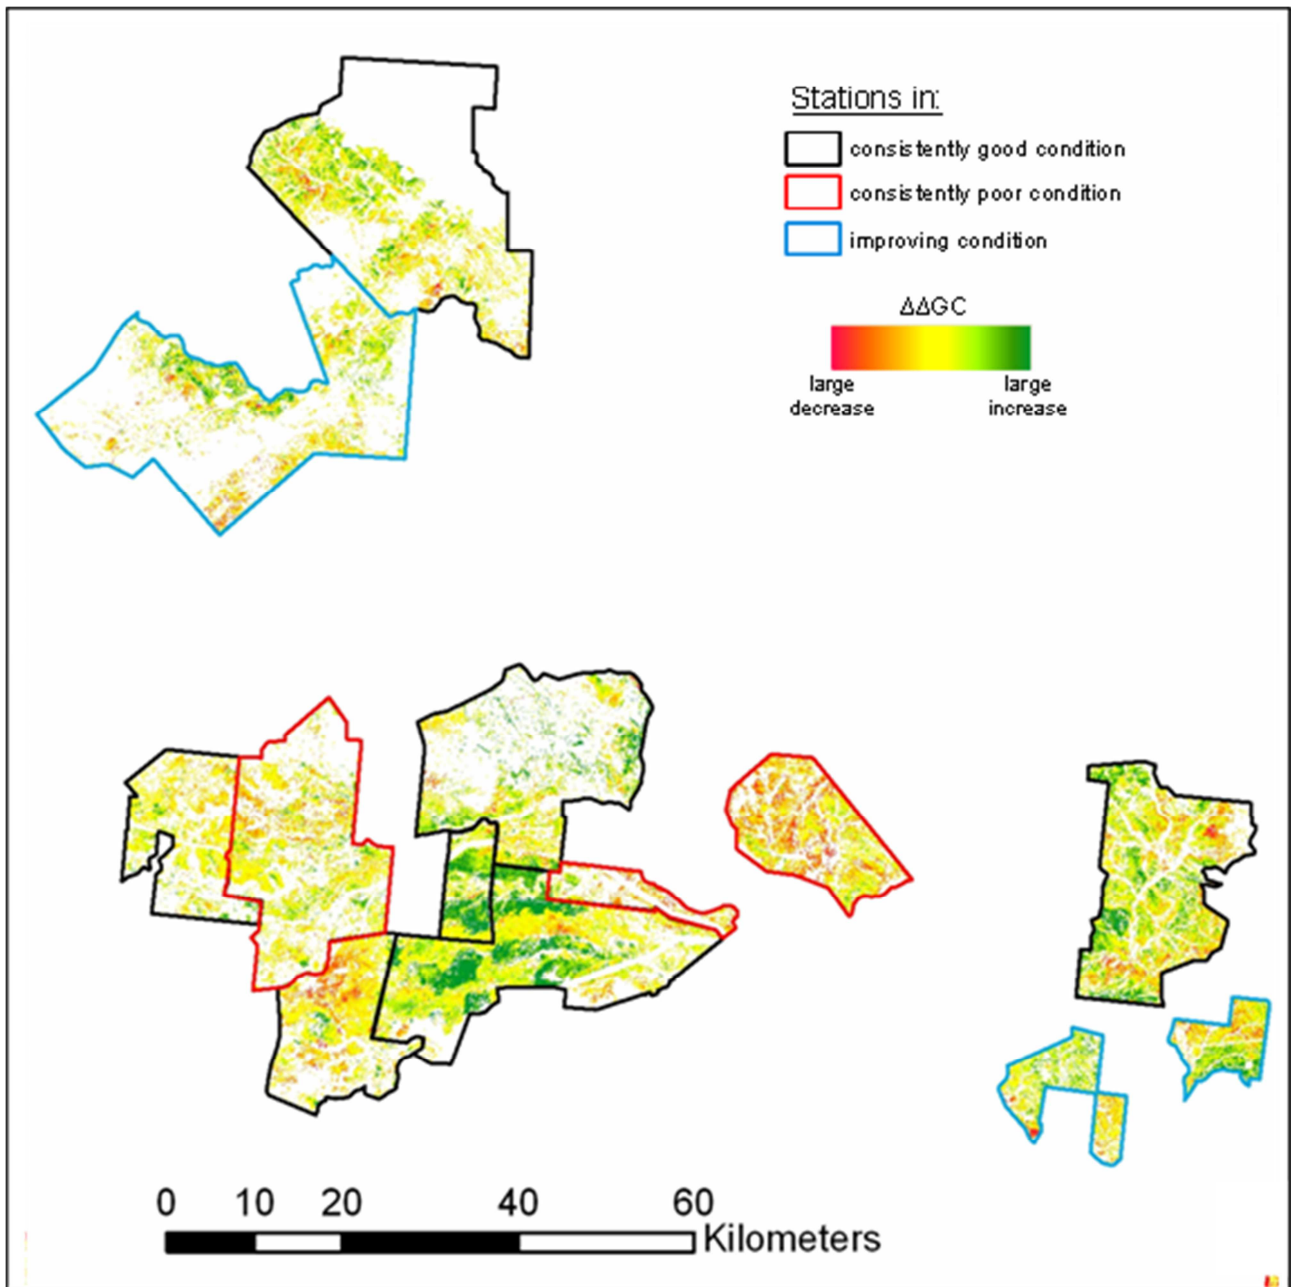 Stations in:
consistently good condition
consistently poor condition
improving condition
ΔΔGC
large decrease
large increase
0 10 20 40 60
Kilometers